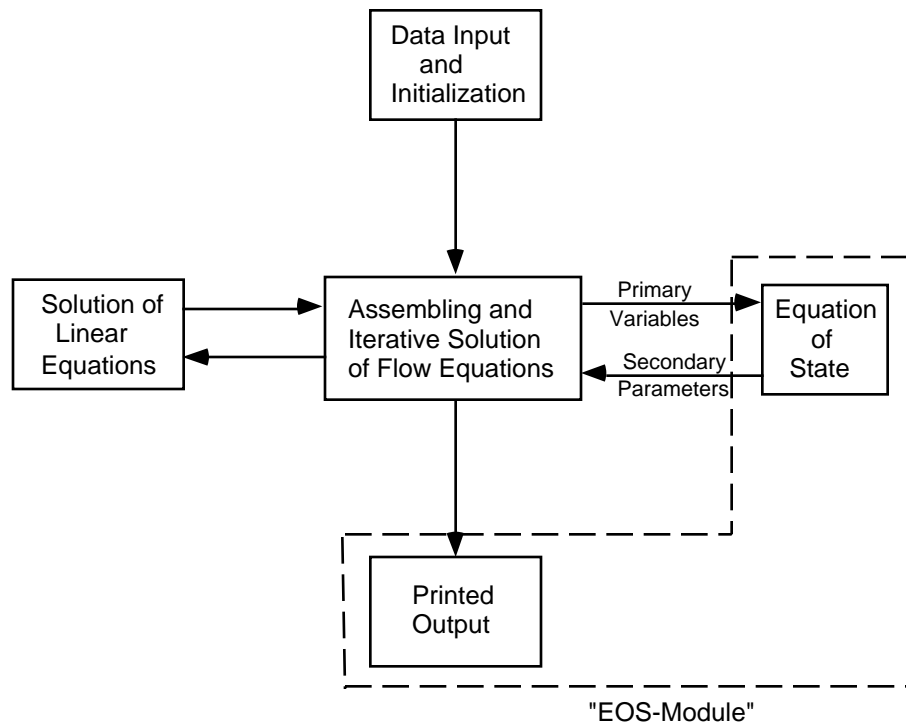 Data Input
and
Initialization
Solution of
Linear
Equations
Assembling and
Iterative Solution
of Flow Equations
Primary
Variables
Secondary
Parameters
Equation
of
State
Printed
Output
"EOS-Module"